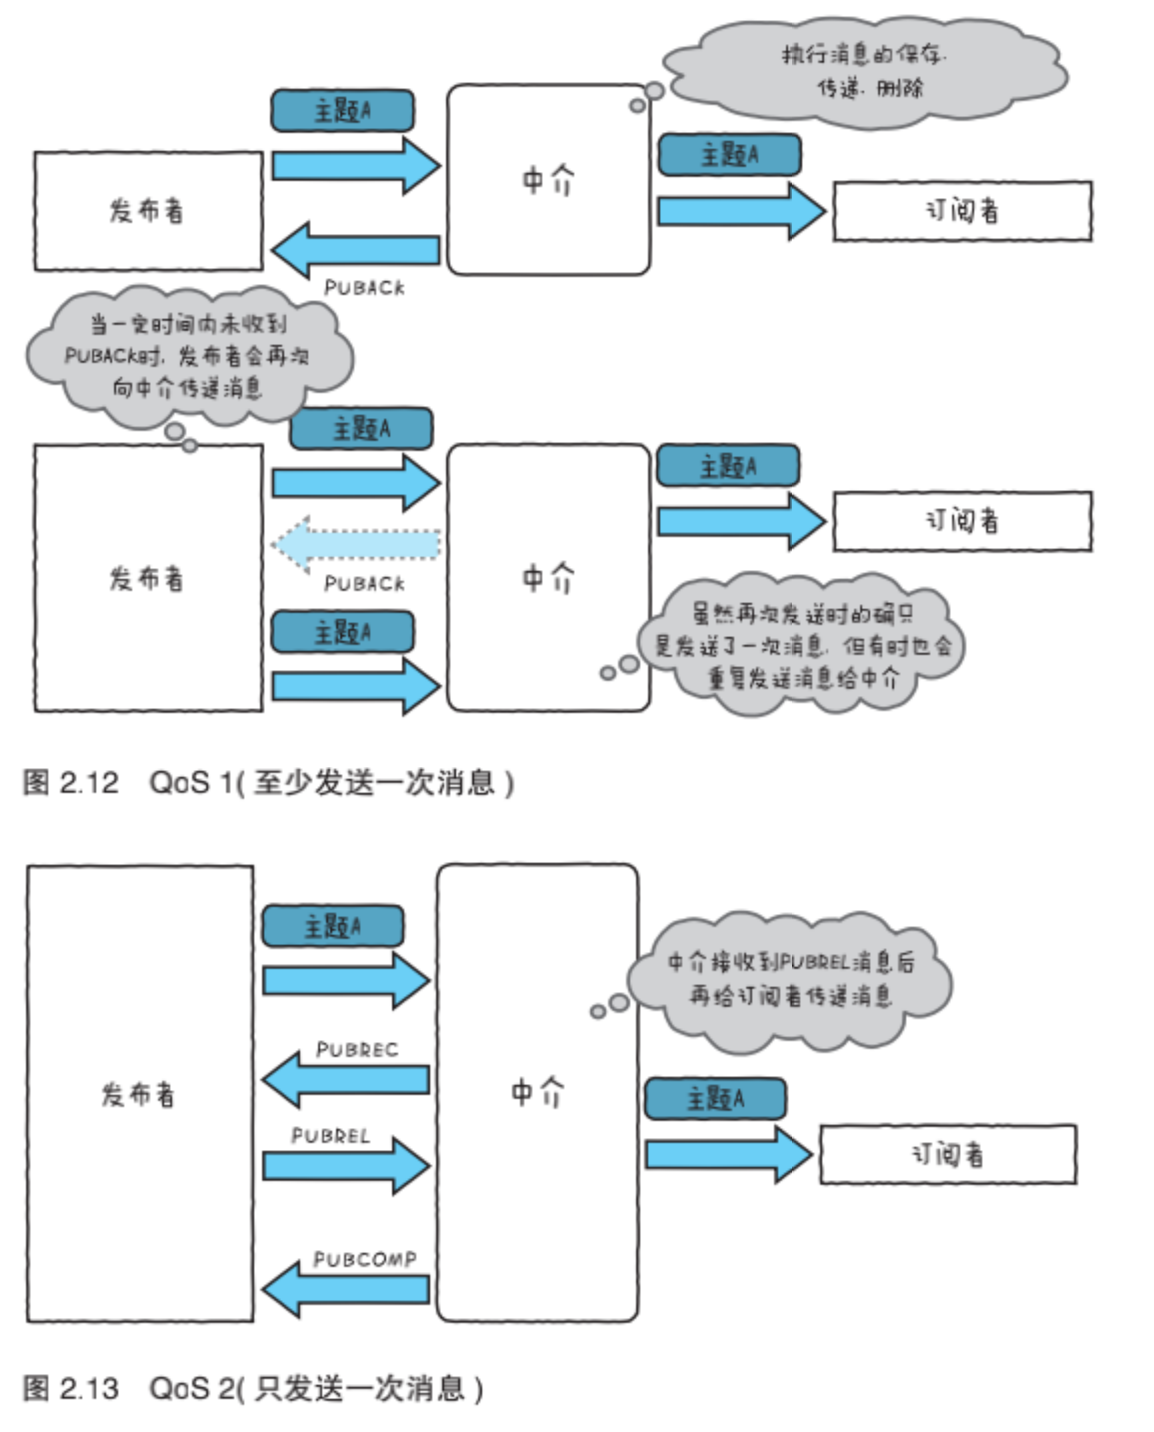 执行消息的保存.
传递. 删除
主题A
中介
主题A
发布者
订阅者
PUBACK
当一定时间内未收到
PUBACK时. 发布者会再次
向中介传递消息
主题A
主题A
订阅者
发布者
PUBACK
中介
虽然再次发送时的确只
是发送了一次消息. 但有时也会
重复发送消息给中介
主题A
图 2.12 QoS 1( 至少发送一次消息 )
主题A
中介接收到PUBREL消息后
再给订阅者传递消息
PUBREC
发布者
中介
主题A
PUBREL
订阅者
PUBCOMP
图 2.13 QoS 2( 只发送一次消息 )